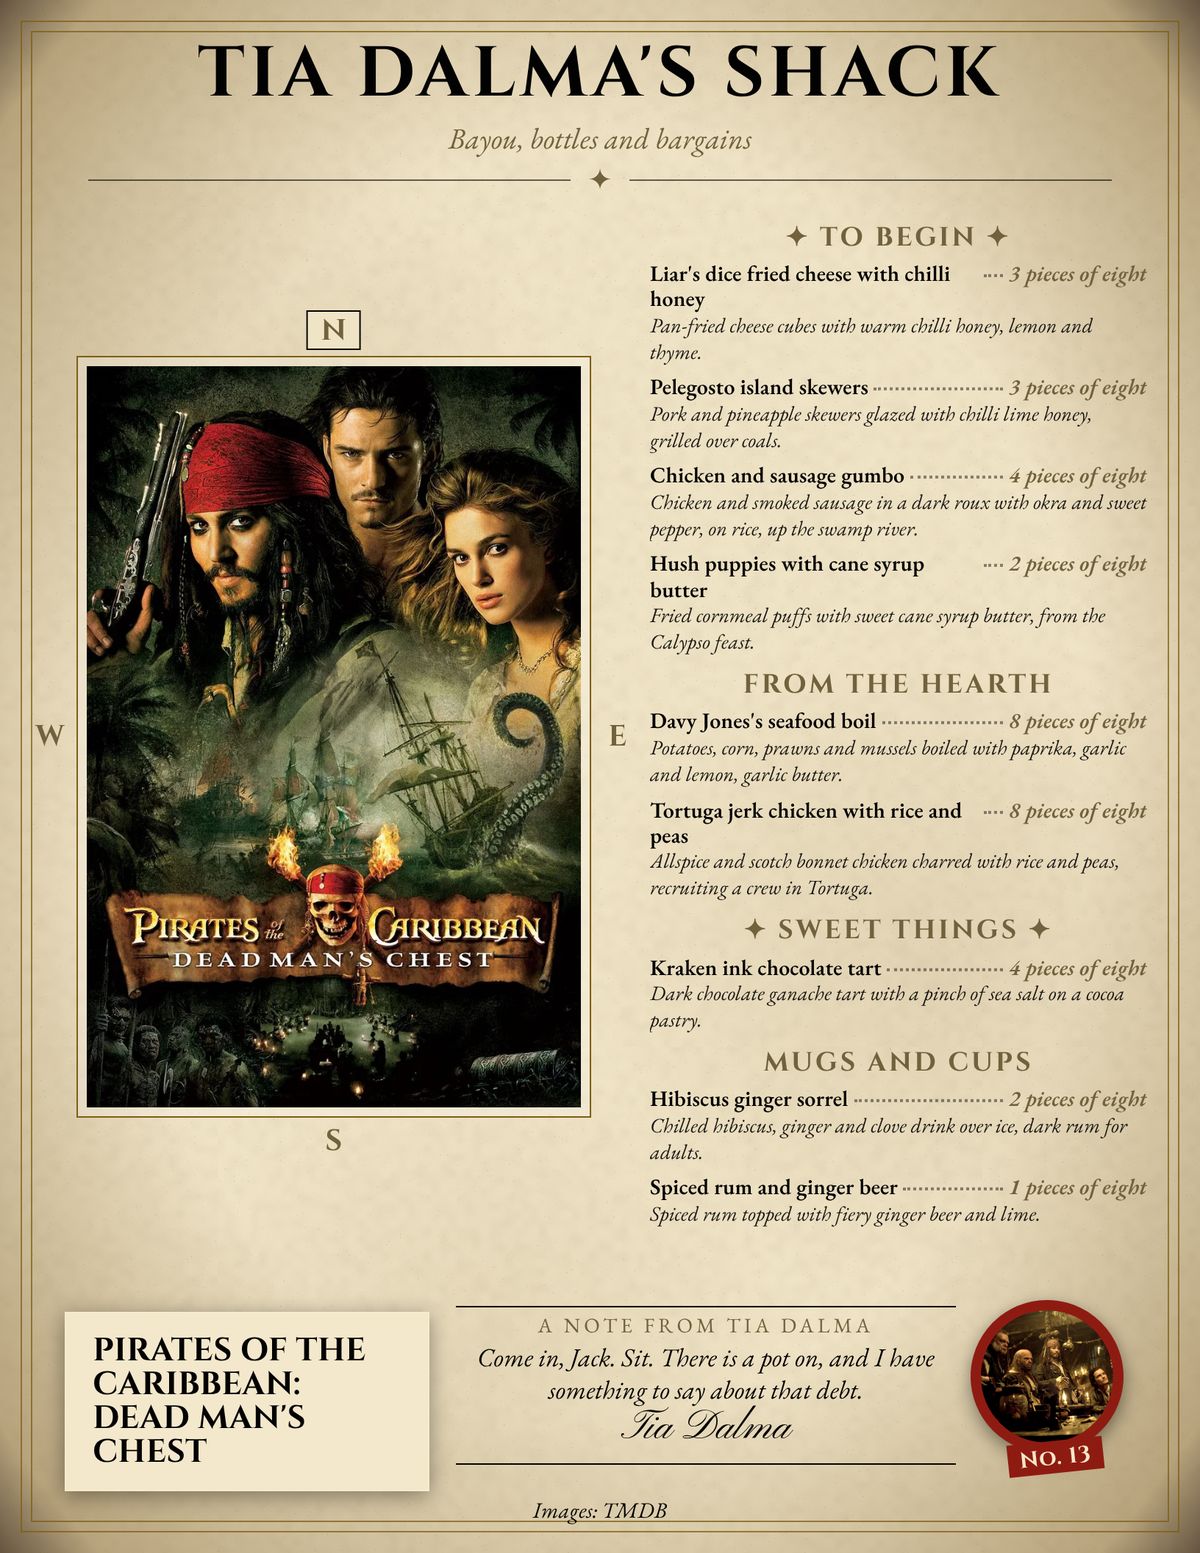 TIA DALMA'S SHACK
Bayou, bottles and bargains
N
W
E
S
PIRATES of the CARIBBEAN
DEAD MAN'S CHEST
✦ TO BEGIN ✦
Liar's dice fried cheese with chilli ···· 3 pieces of eight
honey
Pan-fried cheese cubes with warm chilli honey, lemon and
thyme.
Pelegosto island skewers ···· 3 pieces of eight
Pork and pineapple skewers glazed with chilli lime honey,
grilled over coals.
Chicken and sausage gumbo ···· 4 pieces of eight
Chicken and smoked sausage in a dark roux with okra and sweet
pepper, on rice, up the swamp river.
Hush puppies with cane syrup ···· 2 pieces of eight
butter
Fried cornmeal puffs with sweet cane syrup butter, from the
Calypso feast.
FROM THE HEARTH
Davy Jones's seafood boil ···· 8 pieces of eight
Potatoes, corn, prawns and mussels boiled with paprika, garlic
and lemon, garlic butter.
Tortuga jerk chicken with rice and ···· 8 pieces of eight
peas
Allspice and scotch bonnet chicken charred with rice and peas,
recruiting a crew in Tortuga.
✦ SWEET THINGS ✦
Kraken ink chocolate tart ···· 4 pieces of eight
Dark chocolate ganache tart with a pinch of sea salt on a cocoa
pastry.
MUGS AND CUPS
Hibiscus ginger sorrel ···· 2 pieces of eight
Chilled hibiscus, ginger and clove drink over ice, dark rum for
adults.
Spiced rum and ginger beer ···· 1 pieces of eight
Spiced rum topped with fiery ginger beer and lime.
PIRATES OF THE
CARIBBEAN:
DEAD MAN'S
CHEST
A NOTE FROM TIA DALMA
Come in, Jack. Sit. There is a pot on, and I have
something to say about that debt.
Tia Dalma
No. 13
Images: TMDB